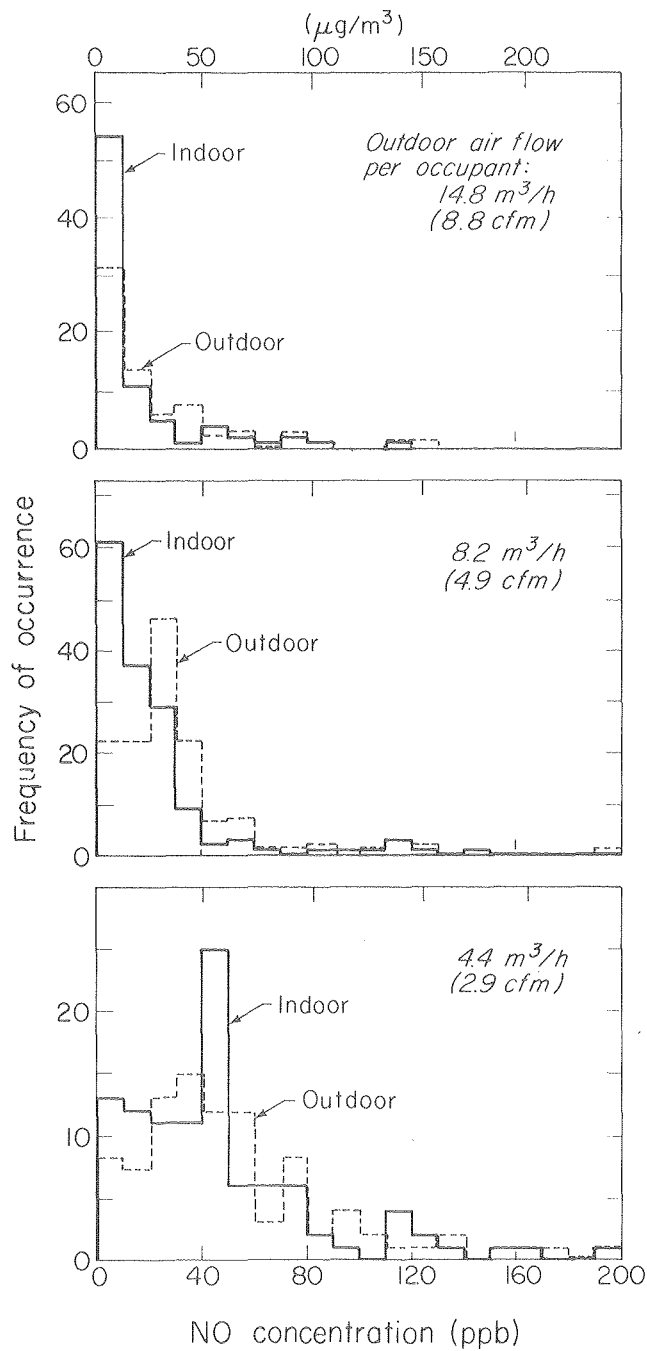 (μg/m³)
0 50 100 150 200
60
40
20
0
Indoor
Outdoor
Outdoor air flow
per occupant:
14.8 m³/h
(8.8 cfm)
Frequency of occurrence
60
40
20
0
Indoor
Outdoor
8.2 m³/h
(4.9 cfm)
20
10
0
Indoor
Outdoor
4.4 m³/h
(2.9 cfm)
0 40 80 120 160 200
NO concentration (ppb)